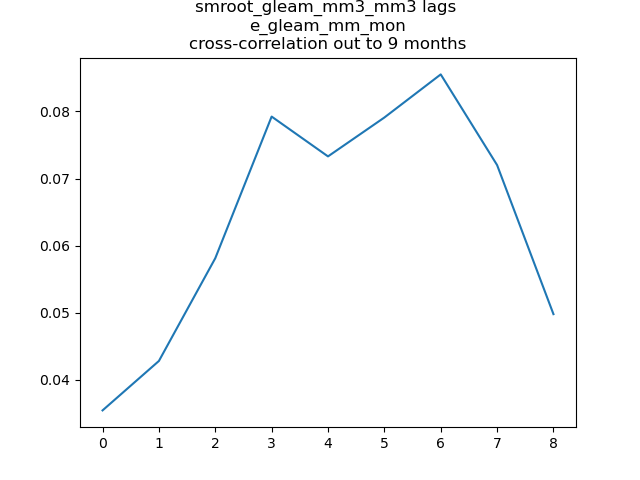 smroot_gleam_mm3_mm3 lags
e_gleam_mm_mon
cross-correlation out to 9 months
0.08
0.07
0.06
0.05
0.04
0 1 2 3 4 5 6 7 8